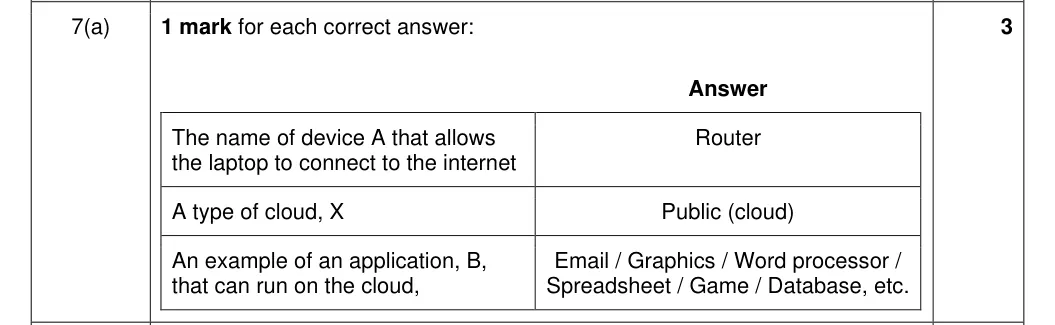 7(a)
1 mark for each correct answer:
3
Answer
The name of device A that allows
the laptop to connect to the internet
Router
A type of cloud, X
Public (cloud)
An example of an application, B,
that can run on the cloud,
Email / Graphics / Word processor /
Spreadsheet / Game / Database, etc.